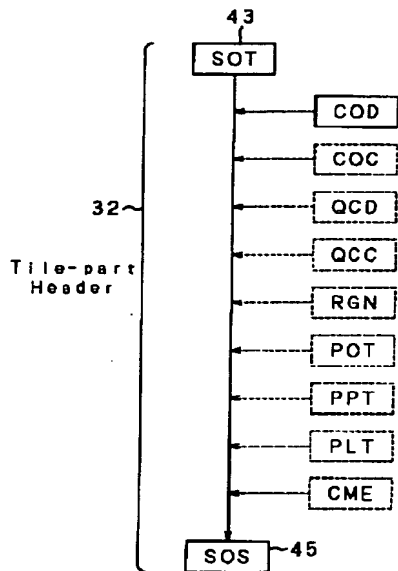 43
SOT
COD
COC
32
QCD
QCC
Tile-part
Header
RGN
POT
PPT
PLT
CME
SOS
45